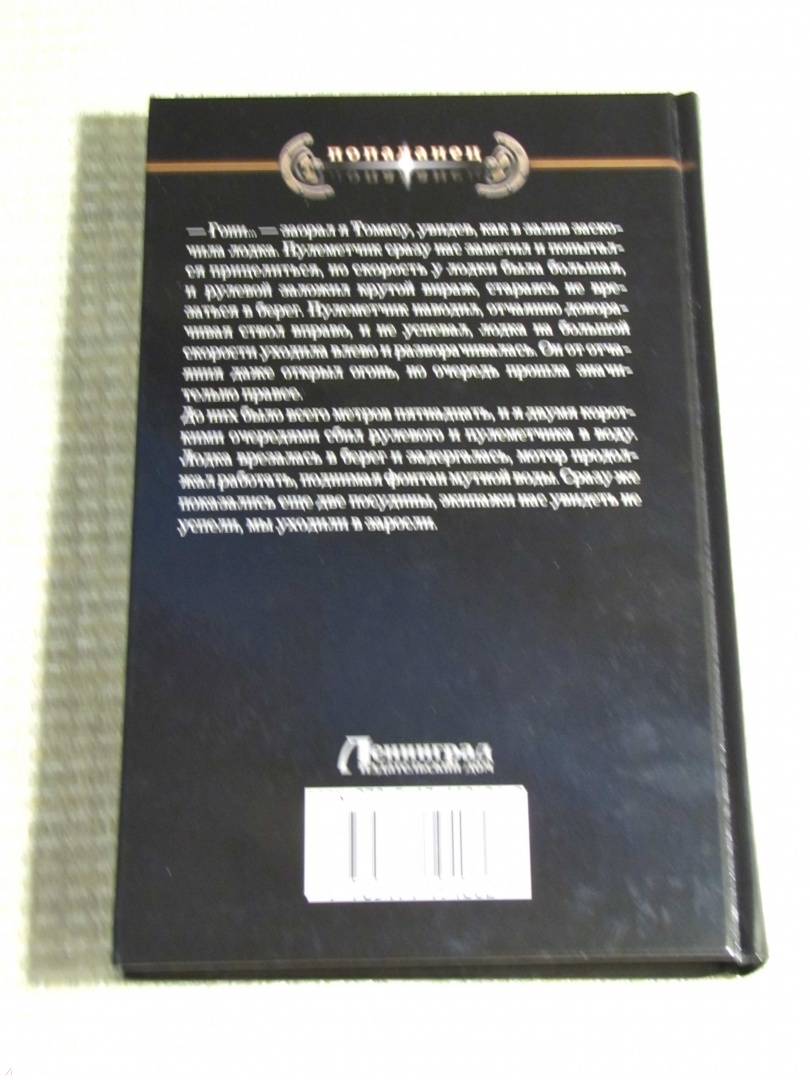 попаданец
— Гони... — заорал я Томасу, увидев, как в залив заско-
чила лодка. Пулеметчик сразу нас заметил и попытал-
ся прицелиться, но скорость у лодки была большая,
и рулевой заложил крутой вираж, стараясь не вре-
заться в берег. Пулеметчик наводил, отчаянно довора-
чивая ствол вправо, и не успевал, лодка на большой
скорости уходила влево и разворачивалась. Он от отча-
яния даже открыл огонь, но очередь прошла значи-
тельно правее.
До них было всего метров пятнадцать, и я двумя корот-
кими очередями сбил рулевого и пулеметчика в воду.
Лодка врезалась в берег и задергалась, мотор продол-
жал работать, поднимая фонтан мутной воды. Сразу же
показались еще две посудины, экипажи нас увидеть не
успели, мы уходили в заросли.
Ленинград
издательский дом